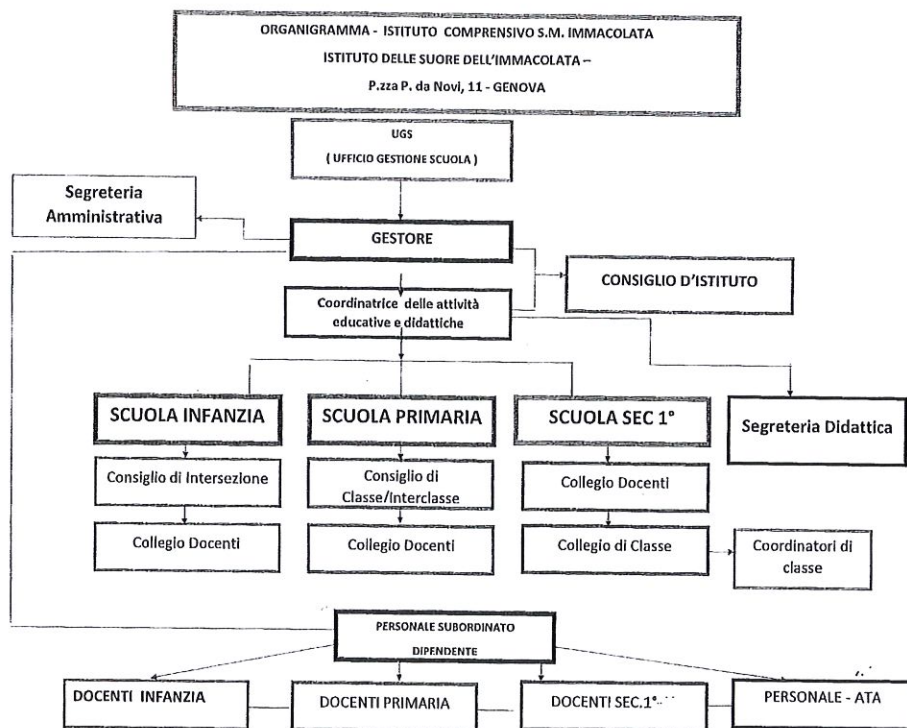 ORGANIGRAMMA - ISTITUTO COMPRENSIVO S.M. IMMACOLATA
ISTITUTO DELLE SUORE DELL'IMMACOLATA –
P.zza P. da Novi, 11 - GENOVA
UGS
( UFFICIO GESTIONE SCUOLA )
Segreteria
Amministrativa
GESTORE
CONSIGLIO D'ISTITUTO
Coordinatrice delle attività
educative e didattiche
SCUOLA INFANZIA
SCUOLA PRIMARIA
SCUOLA SEC 1°
Segreteria Didattica
Consiglio di Intersezione
Consiglio di
Classe/Interclasse
Collegio Docenti
Collegio Docenti
Collegio Docenti
Collegio di Classe
Coordinatori di
classe
PERSONALE SUBORDINATO
DIPENDENTE
DOCENTI INFANZIA
DOCENTI PRIMARIA
DOCENTI SEC.1°
PERSONALE - ATA